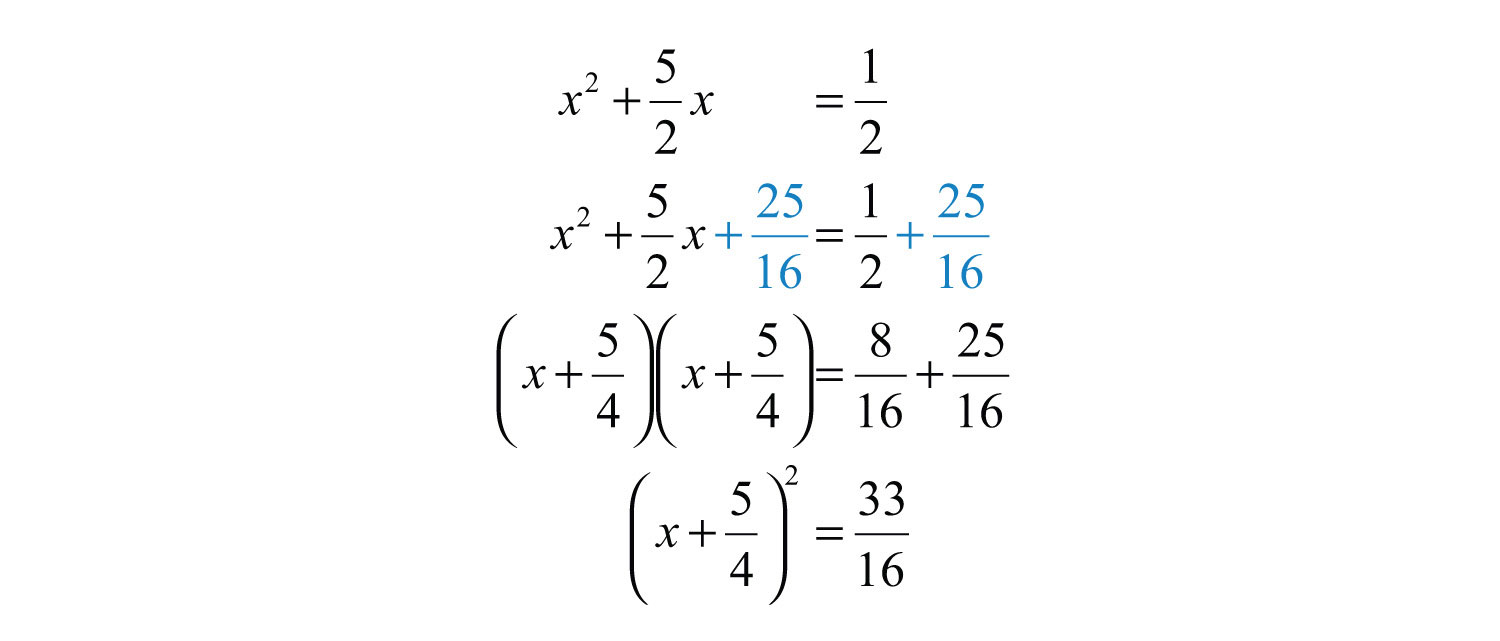 x² + 5/2 x = 1/2
x² + 5/2 x + 25/16 = 1/2 + 25/16
(x + 5/4)(x + 5/4) = 8/16 + 25/16
(x + 5/4)² = 33/16